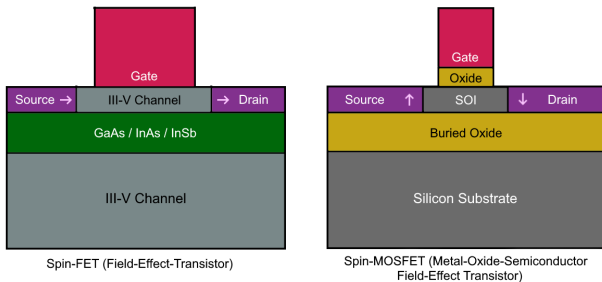 Gate
Source → III-V Channel → Drain
GaAs / InAs / InSb
III-V Channel
Spin-FET (Field-Effect-Transistor)
Gate
Oxide
Source ↑ SOI ↓ Drain
Buried Oxide
Silicon Substrate
Spin-MOSFET (Metal-Oxide-Semiconductor
Field-Effect Transistor)